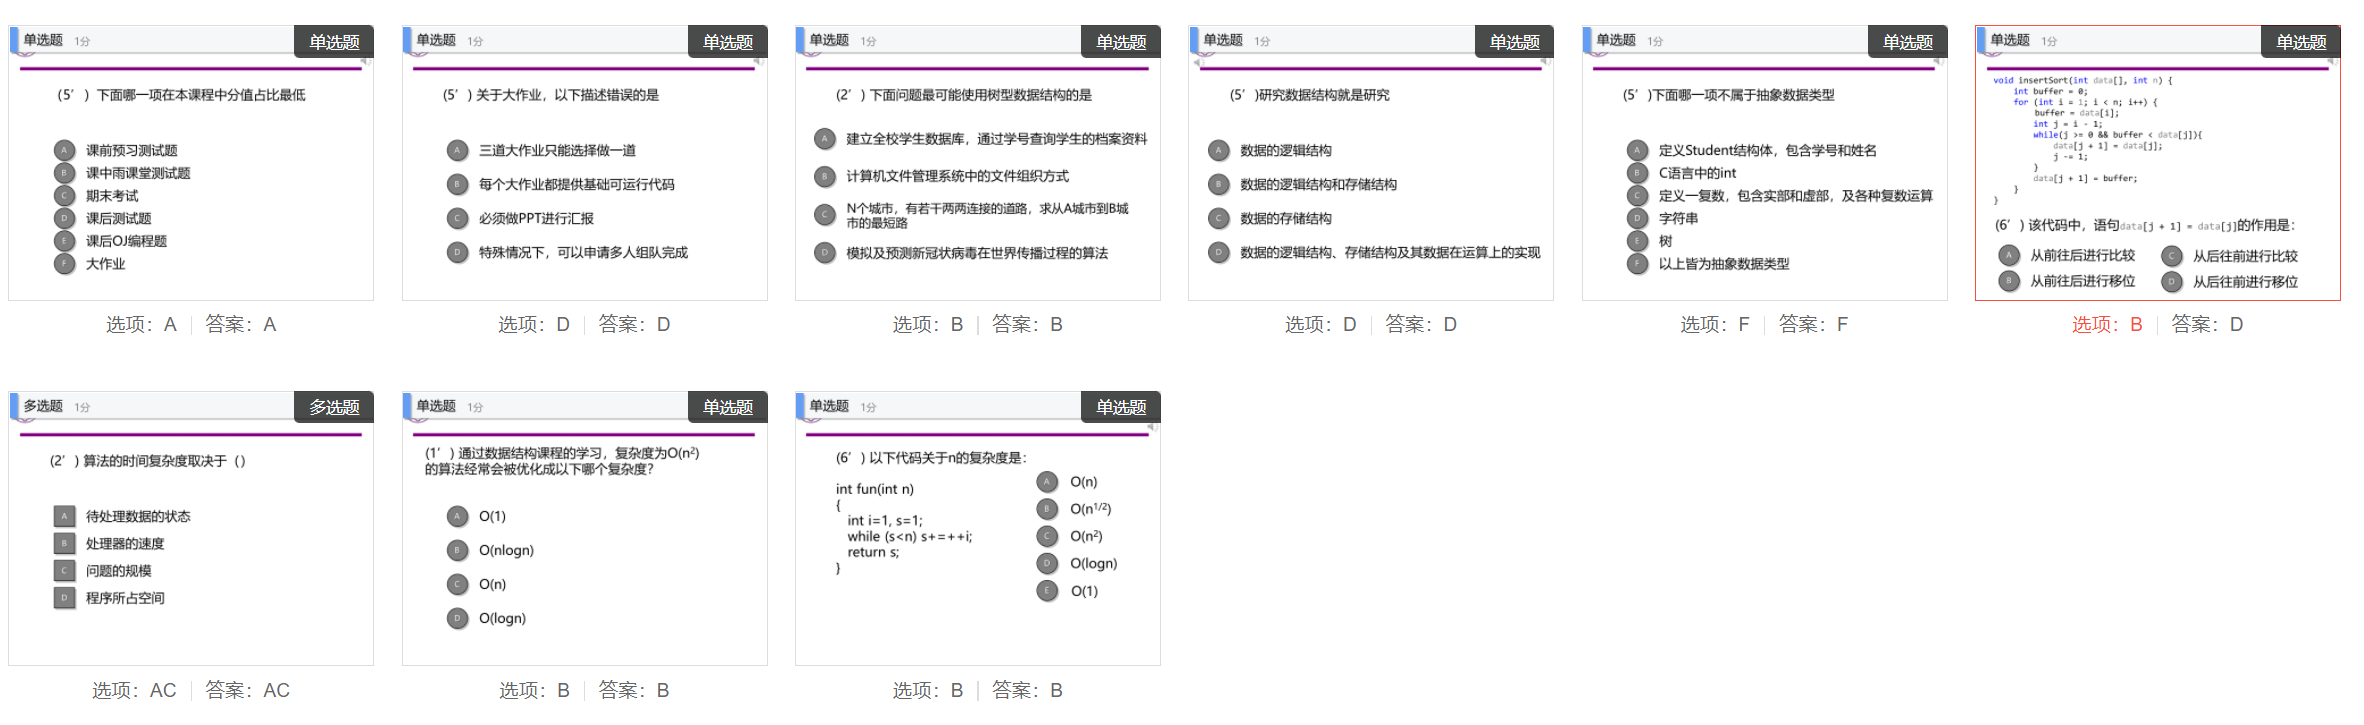 单选题 1分 单选题
(5’) 下面哪一项在本课程中分值占比最低
A 课前预习测试题
B 课中雨课堂测试题
C 期末考试
D 课后测试题
E 课后OJ编程题
F 大作业
选项：A 答案：A
单选题 1分 单选题
(5’) 关于大作业，以下描述错误的是
A 三道大作业只能选择做一道
B 每个大作业都提供基础可运行代码
C 必须做PPT进行汇报
D 特殊情况下，可以申请多人组队完成
选项：D 答案：D
单选题 1分 单选题
(2’) 下面问题最可能使用树型数据结构的是
A 建立全校学生数据库，通过学号查询学生的档案资料
B 计算机文件管理系统中的文件组织方式
C N个城市，有若干两两连接的道路，求从A城市到B城
市的最短路
D 模拟及预测新冠状病毒在世界传播过程的算法
选项：B 答案：B
单选题 1分 单选题
(5’)研究数据结构就是研究
A 数据的逻辑结构
B 数据的逻辑结构和存储结构
C 数据的存储结构
D 数据的逻辑结构、存储结构及其数据在运算上的实现
选项：D 答案：D
单选题 1分 单选题
(5’)下面哪一项不属于抽象数据类型
A 定义Student结构体，包含学号和姓名
B C语言中的int
C 定义一复数，包含实部和虚部，及各种复数运算
D 字符串
E 树
F 以上皆为抽象数据类型
选项：F 答案：F
单选题 1分 单选题
void insertSort(int data[], int n) {
int buffer = 0;
for (int i = 1; i < n; i++) {
buffer = data[i];
int j = i - 1;
while(j >= 0 && buffer < data[j]){
data[j + 1] = data[j];
j -= 1;
}
data[j + 1] = buffer;
}
}
(6’) 该代码中，语句data[j + 1] = data[j]的作用是：
A 从前往后进行比较 C 从后往前进行比较
B 从前往后进行移位 D 从后往前进行移位
选项：B 答案：D
多选题 1分 多选题
(2’) 算法的时间复杂度取决于（）
A 待处理数据的状态
B 处理器的速度
C 问题的规模
D 程序所占空间
选项：AC 答案：AC
单选题 1分 单选题
(1’) 通过数据结构课程的学习，复杂度为O(n²)
的算法经常会被优化成以下哪个复杂度？
A O(1)
B O(nlogn)
C O(n)
D O(logn)
选项：B 答案：B
单选题 1分 单选题
(6’) 以下代码关于n的复杂度是：
int fun(int n)
{
int i=1, s=1;
while (s<n) s+=++i;
return s;
}
A O(n)
B O(n^1/2)
C O(n²)
D O(logn)
E O(1)
选项：B 答案：B